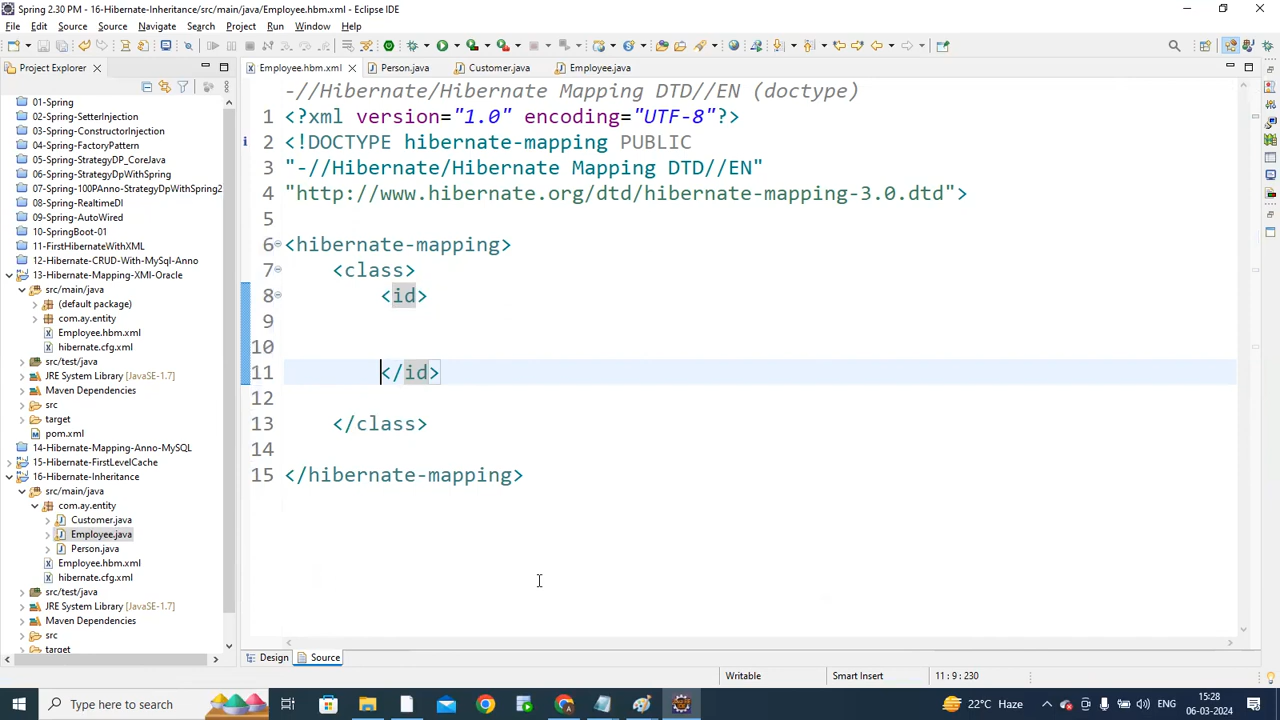 Spring 2.30 PM - 16-Hibernate-Inheritance/src/main/java/Employee.hbm.xml - Eclipse IDE
File Edit Source Source Navigate Search Project Run Window Help
Project Explorer
Employee.hbm.xml Person.java Customer.java Employee.java
01-Spring
02-SetterInjection
03-ConstructorInjection
04-FactoryPattern
05-StrategyDP_CoreJava
06-StrategyDpWithSpring
07-Spring-100PAnno-StrategyDpWithSpring2
08-RealtimeDI
09-AutoWired
10-SpringBoot-01
11-FirstHibernateWithXML
12-Hibernate-CRUD-With-MySql-Anno
13-Hibernate-Mapping-XMl-Oracle
src/main/java
(default package)
com.ay.entity
Employee.hbm.xml
hibernate.cfg.xml
src/test/java
JRE System Library [JavaSE-1.7]
Maven Dependencies
src
target
pom.xml
14-Hibernate-Mapping-Anno-MySQL
15-Hibernate-FirstLevelCache
16-Hibernate-Inheritance
src/main/java
com.ay.entity
Customer.java
Employee.java
Person.java
Employee.hbm.xml
hibernate.cfg.xml
src/test/java
JRE System Library [JavaSE-1.7]
Maven Dependencies
src
target
-//Hibernate/Hibernate Mapping DTD//EN (doctype)
1 <?xml version="1.0" encoding="UTF-8"?>
2 <!DOCTYPE hibernate-mapping PUBLIC
3 "-//Hibernate/Hibernate Mapping DTD//EN"
4 "http://www.hibernate.org/dtd/hibernate-mapping-3.0.dtd">
5
6 <hibernate-mapping>
7 <class>
8 <id>
9
10
11 </id>
12
13 </class>
14
15 </hibernate-mapping>
Design Source
Writable Smart Insert 11 : 9 : 230
Type here to search
22°C Haze
ENG
15:28
06-03-2024